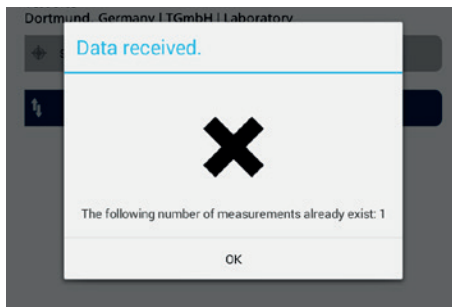 Dortmund, Germany | TGmbH | Laboratory
Data received.
The following number of measurements already exist: 1
OK